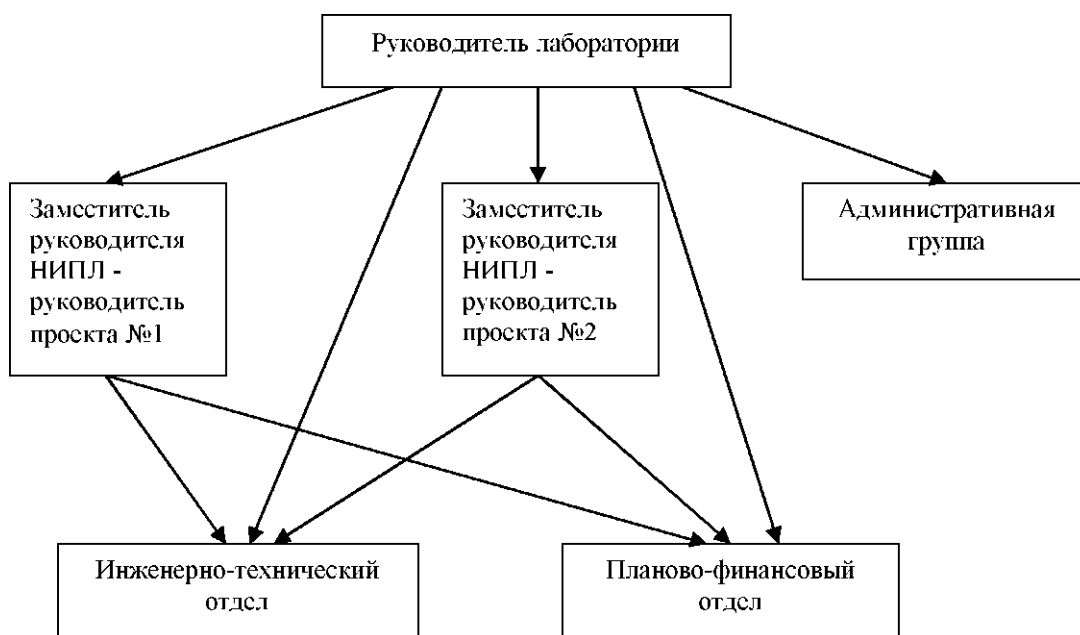 Руководитель лаборатории
Заместитель
руководителя
НИПЛ -
руководитель
проекта №1
Заместитель
руководителя
НИПЛ -
руководитель
проекта №2
Административная
группа
Инженерно-технический
отдел
Планово-финансовый
отдел